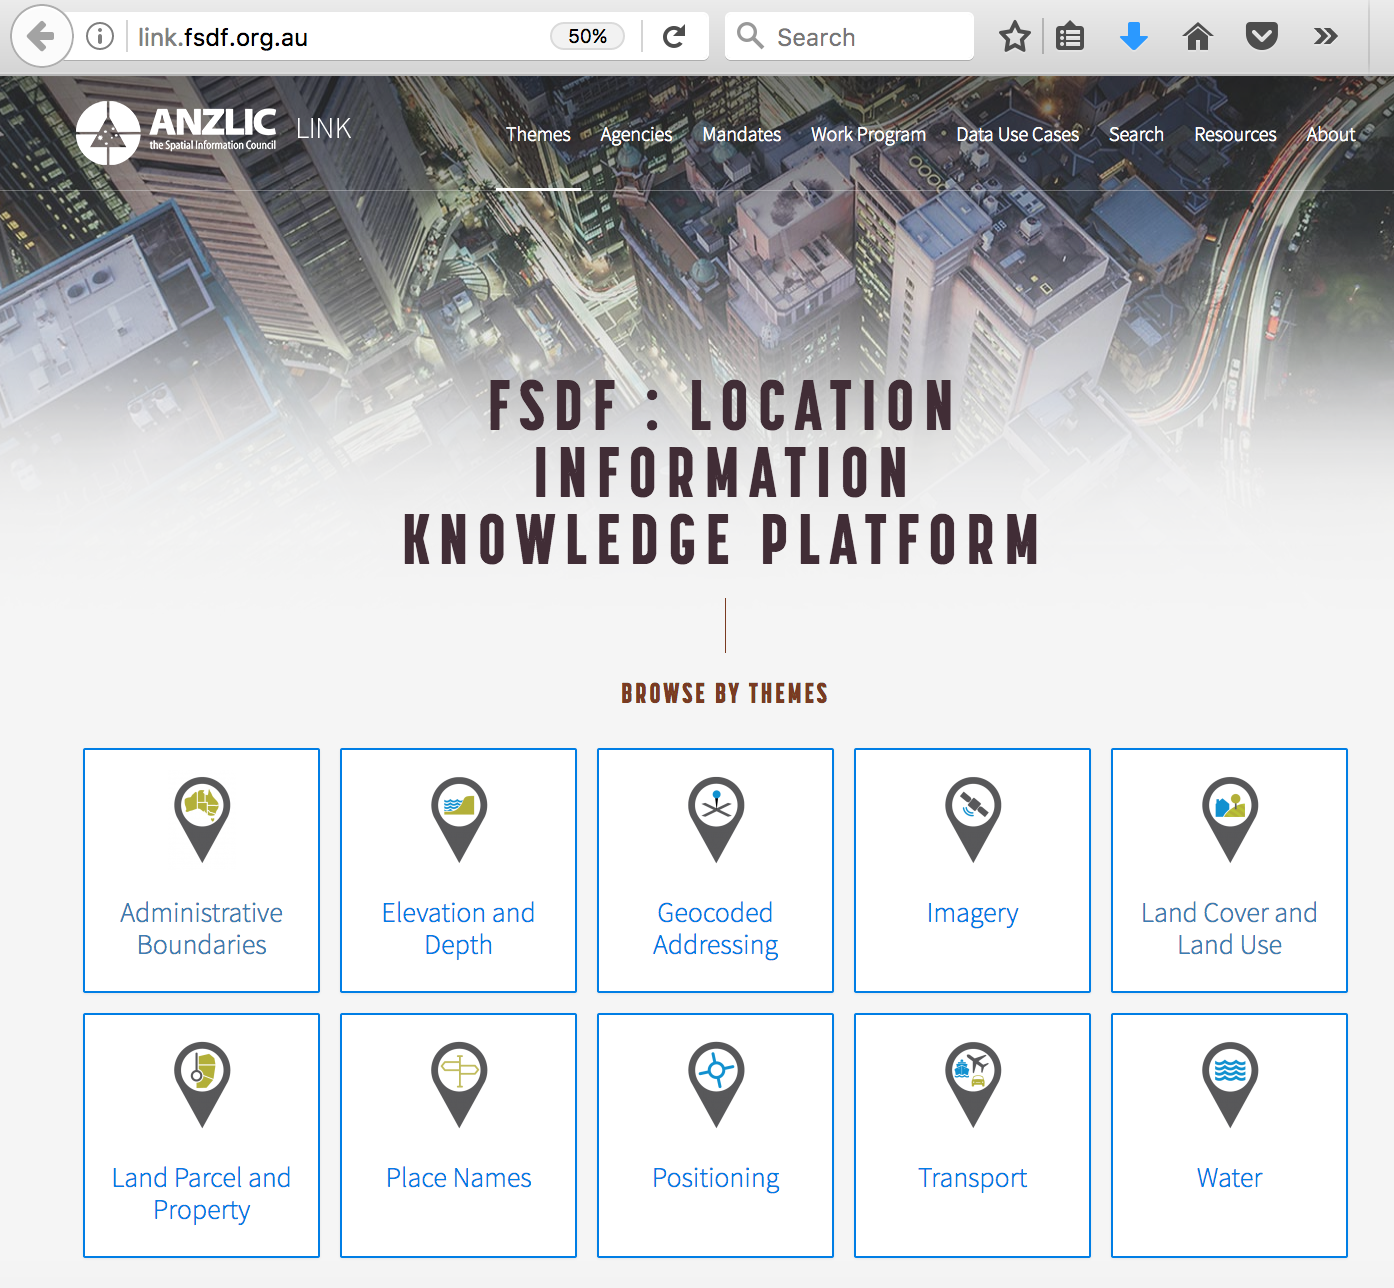 link.fsdf.org.au
50%
Search
ANZLIC
the Spatial Information Council
LINK
Themes Agencies Mandates Work Program Data Use Cases Search Resources About
FSDF : LOCATION
INFORMATION
KNOWLEDGE PLATFORM
BROWSE BY THEMES
Administrative
Boundaries
Elevation and
Depth
Geocoded
Addressing
Imagery
Land Cover and
Land Use
Land Parcel and
Property
Place Names
Positioning
Transport
Water